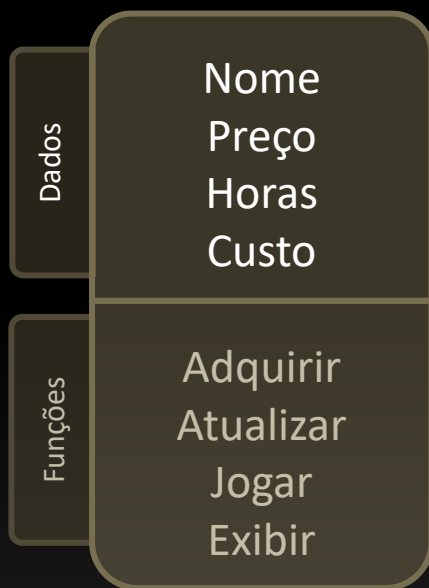 Dados
Nome
Preço
Horas
Custo
Funções
Adquirir
Atualizar
Jogar
Exibir